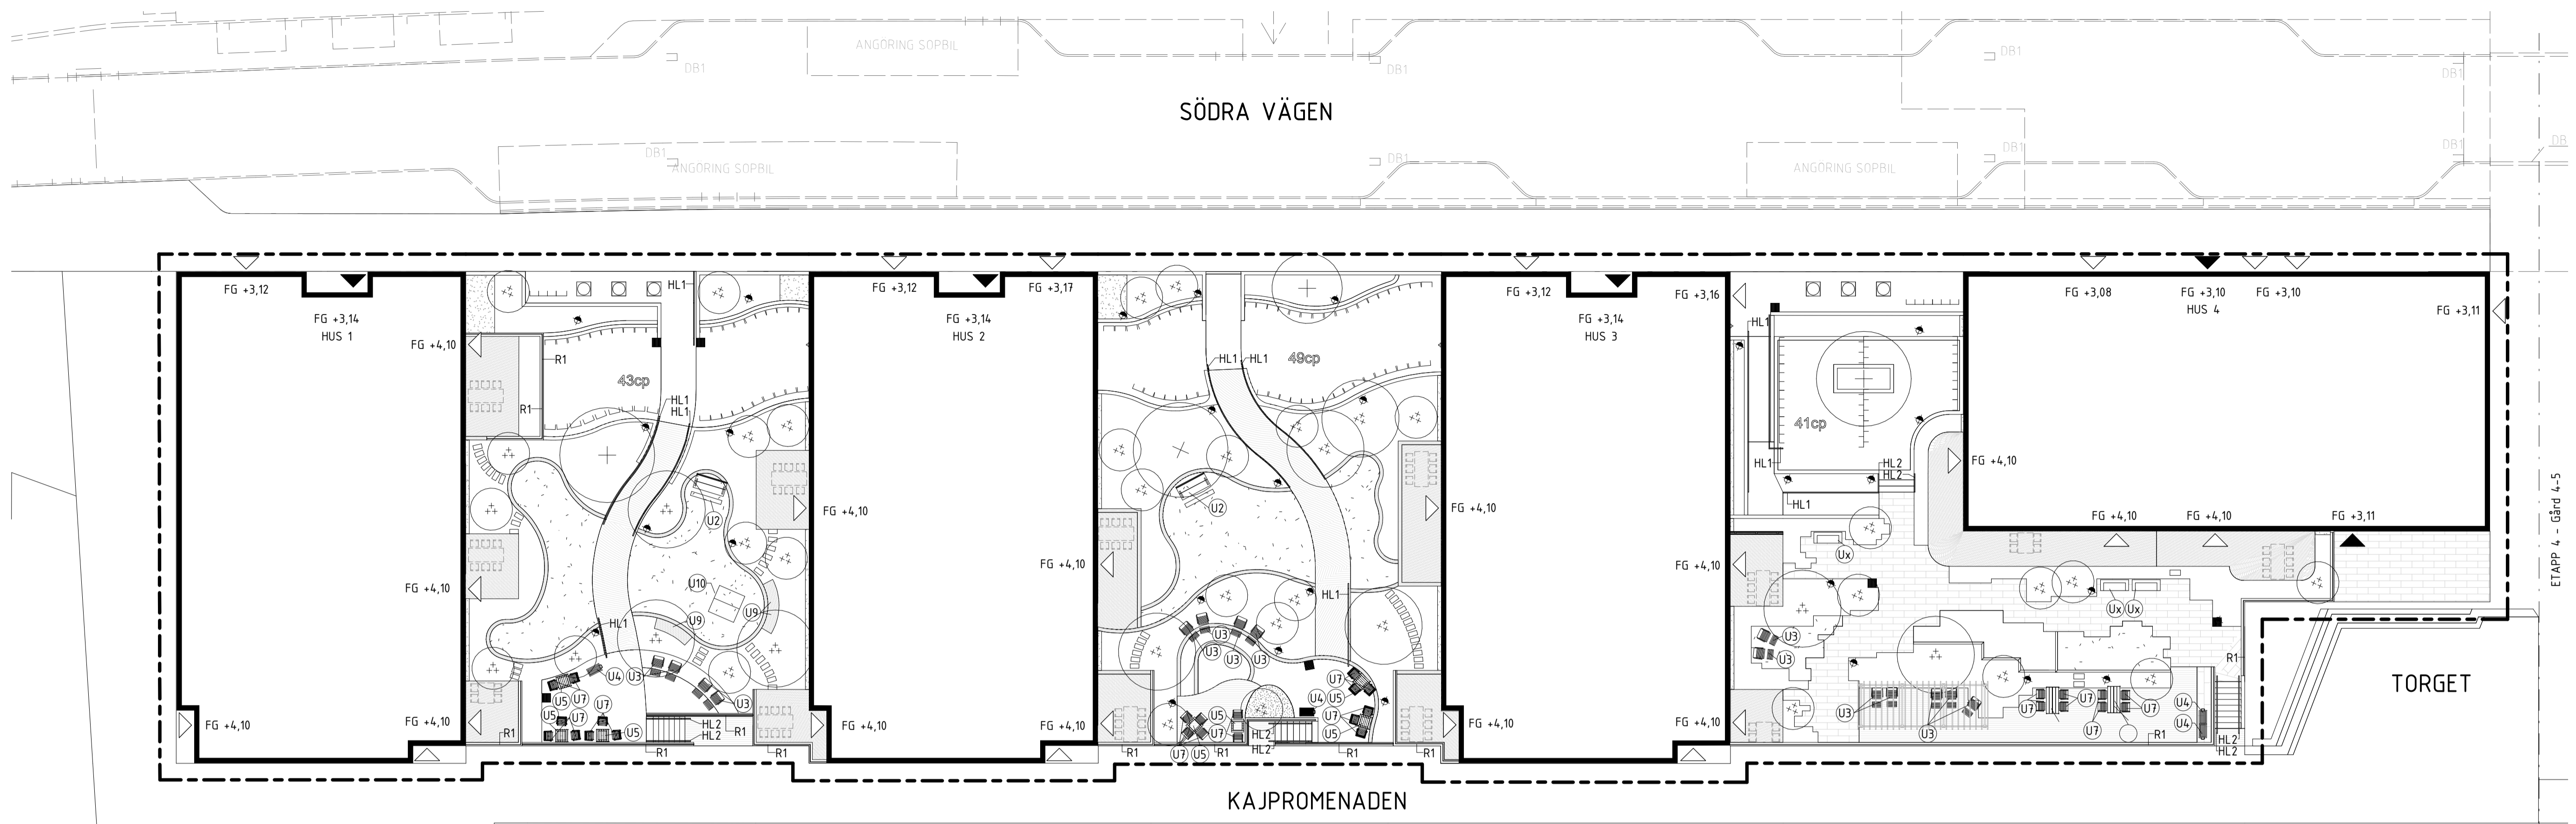 ANGÖRING SOPBIL
DB1
DB1
DB1
DB1
SÖDRA VÄGEN
DB1
ANGÖRING SOPBIL
DB1
ANGÖRING SOPBIL
DB1
DB1
DB
FG +3,12
FG +3,14
HUS 1
FG +4,10
FG +4,10
FG +4,10
FG +4,10
HL1
R1
R1
43cp
HL1
HL1
U2
U10
U9
U9
HL1
U4
U3
U3
U5
U7
U7
U5
U7
U5
HL2
HL2
R1
R1
R1
R1
FG +3,12
FG +3,17
FG +3,14
HUS 2
FG +4,10
FG +4,10
FG +4,10
FG +4,10
HL1
HL1
49cp
U2
HL1
U3
U3
U3
U3
U7
U4
U5
U5
U7
U7
U5
U7
U5
HL2
HL2
R1
R1
R1
R1
FG +3,12
FG +3,16
FG +3,14
HUS 3
FG +4,10
FG +4,10
FG +4,10
FG +4,10
HL1
41cp
HL1
HL2
HL2
HL1
Ux
Ux
Ux
U3
U3
U3
U3
U7
U7
U7
U7
U4
U4
R1
R1
HL2
HL2
FG +3,08
FG +3,10
FG +3,10
HUS 4
FG +3,11
FG +4,10
FG +4,10
FG +4,10
FG +3,11
TORGET
ETAPP 4 - Gård 4-5
KAJPROMENADEN